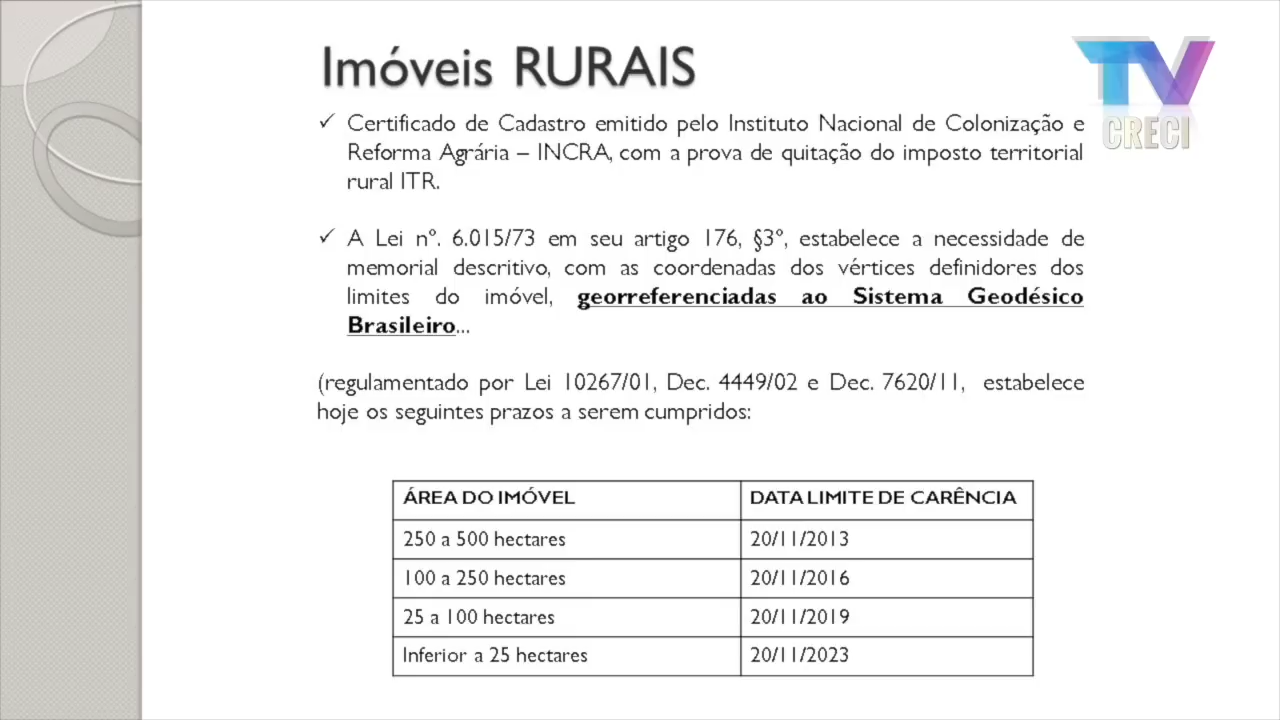 Imóveis RURAIS
TV
CRECI
✓ Certificado de Cadastro emitido pelo Instituto Nacional de Colonização e
Reforma Agrária – INCRA, com a prova de quitação do imposto territorial
rural ITR.
✓ A Lei nº. 6.015/73 em seu artigo 176, §3º, estabelece a necessidade de
memorial descritivo, com as coordenadas dos vértices definidores dos
limites do imóvel, georreferenciadas ao Sistema Geodésico
Brasileiro...
(regulamentado por Lei 10267/01, Dec. 4449/02 e Dec. 7620/11, estabelece
hoje os seguintes prazos a serem cumpridos:
ÁREA DO IMÓVEL DATA LIMITE DE CARÊNCIA
250 a 500 hectares 20/11/2013
100 a 250 hectares 20/11/2016
25 a 100 hectares 20/11/2019
Inferior a 25 hectares 20/11/2023